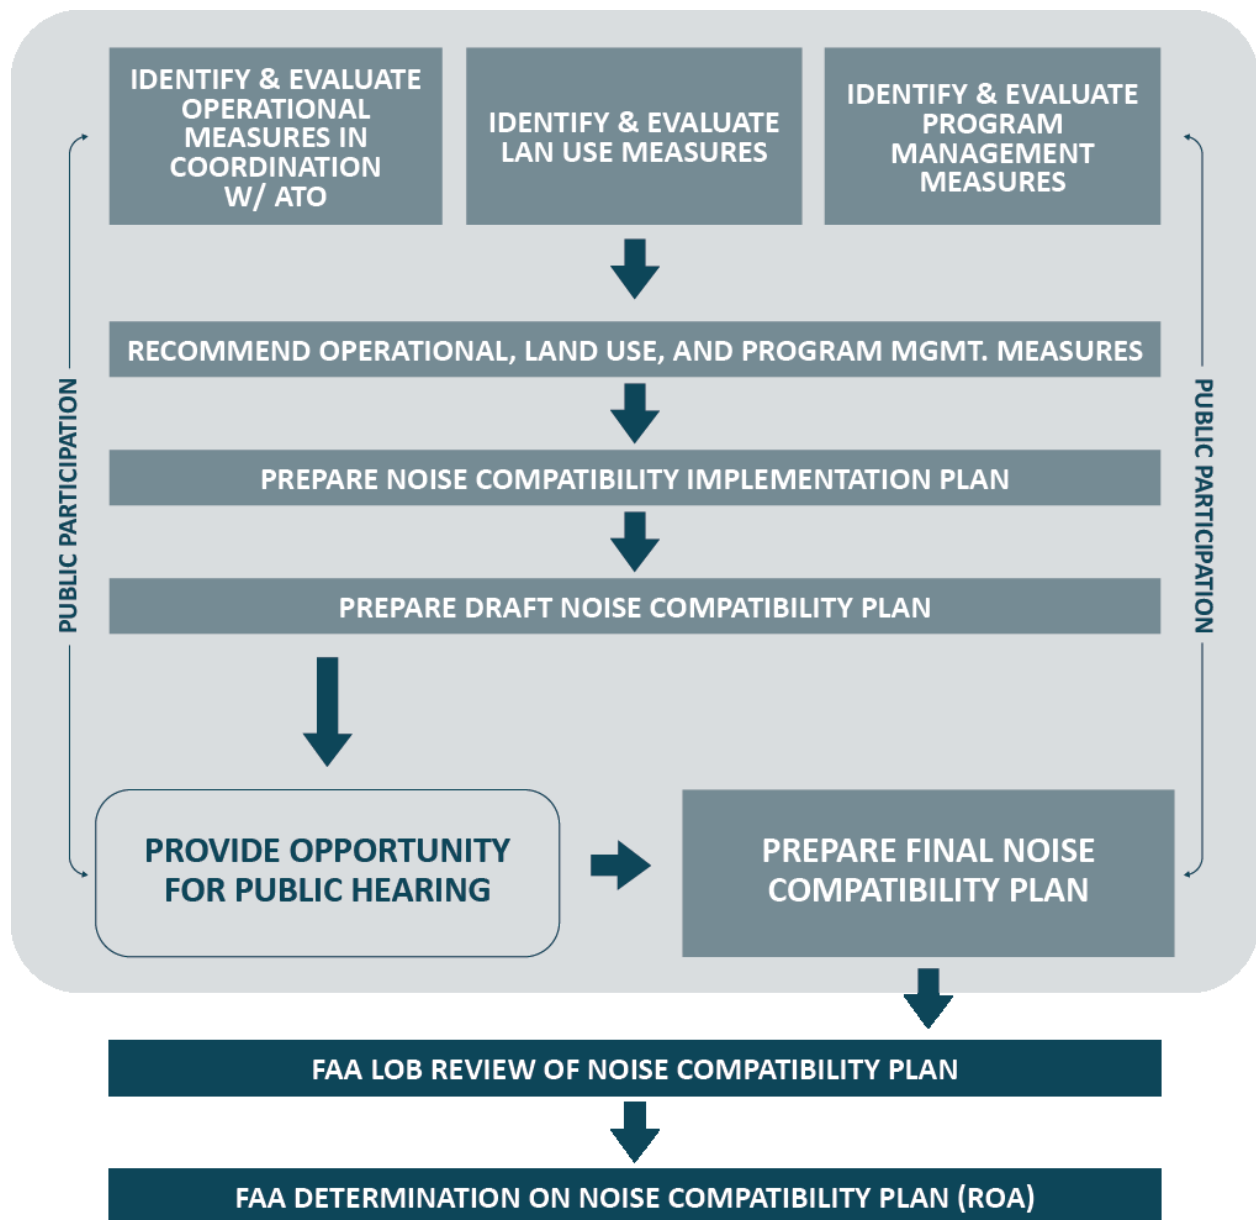 IDENTIFY & EVALUATE
OPERATIONAL
MEASURES IN
COORDINATION
W/ ATO
IDENTIFY & EVALUATE
LAN USE MEASURES
IDENTIFY & EVALUATE
PROGRAM
MANAGEMENT
MEASURES
RECOMMEND OPERATIONAL, LAND USE, AND PROGRAM MGMT. MEASURES
PUBLIC PARTICIPATION
PUBLIC PARTICIPATION
PREPARE NOISE COMPATIBILITY IMPLEMENTATION PLAN
PREPARE DRAFT NOISE COMPATIBILITY PLAN
PROVIDE OPPORTUNITY
FOR PUBLIC HEARING
PREPARE FINAL NOISE
COMPATIBILITY PLAN
FAA LOB REVIEW OF NOISE COMPATIBILITY PLAN
FAA DETERMINATION ON NOISE COMPATIBILITY PLAN (ROA)